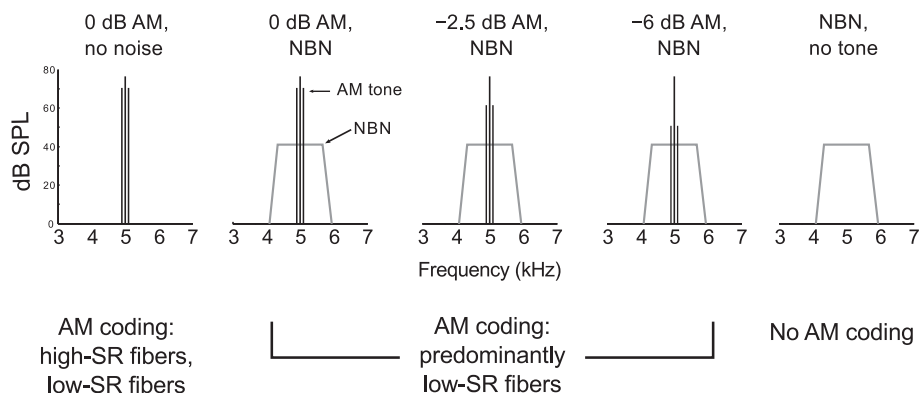 0 dB AM, no noise
0 dB AM, NBN
−2.5 dB AM, NBN
−6 dB AM, NBN
NBN, no tone
dB SPL
80
60
40
20
0
AM tone
NBN
3 4 5 6 7
3 4 5 6 7
3 4 5 6 7
3 4 5 6 7
3 4 5 6 7
Frequency (kHz)
AM coding:
high-SR fibers,
low-SR fibers
AM coding:
predominantly
low-SR fibers
No AM coding